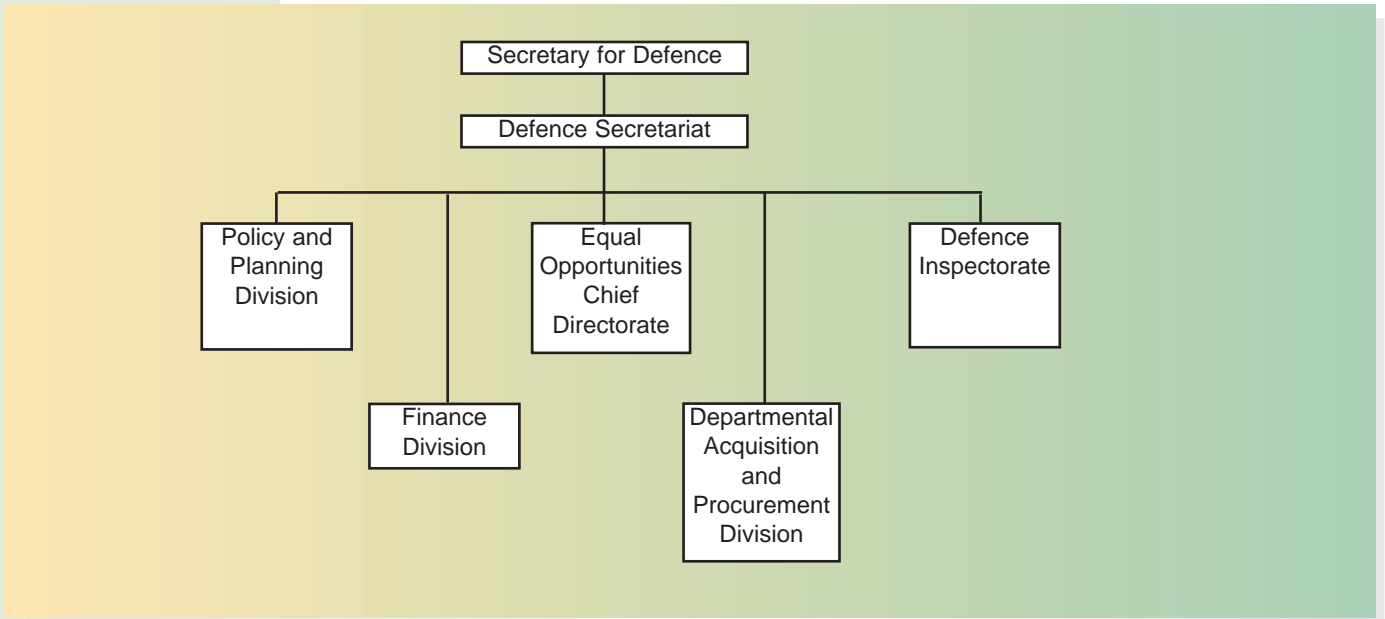 Secretary for Defence
Defence Secretariat
Policy and
Planning
Division
Equal
Opportunities
Chief
Directorate
Defence
Inspectorate
Finance
Division
Departmental
Acquisition
and
Procurement
Division